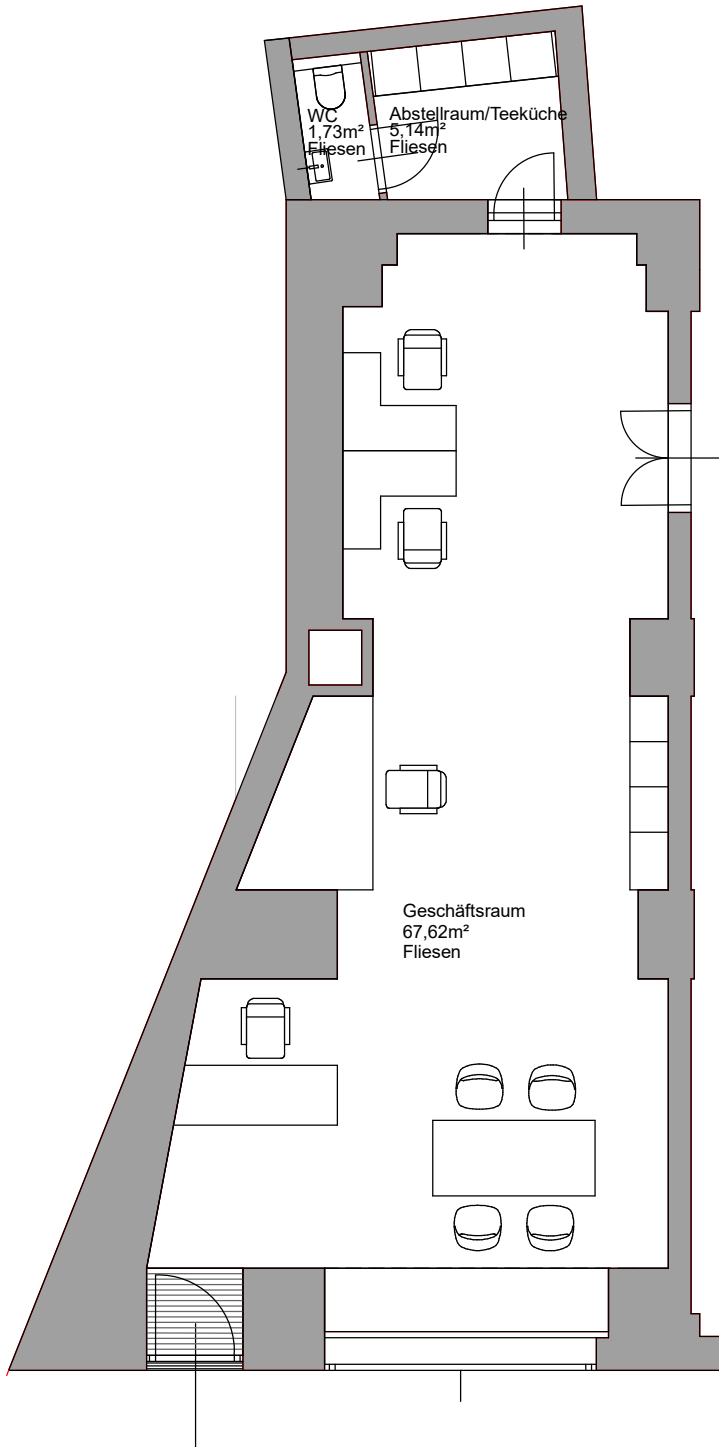 WC
1,73m²
Fliesen
Abstellraum/Teeküche
5,14m²
Fliesen
Geschäftsraum
67,62m²
Fliesen